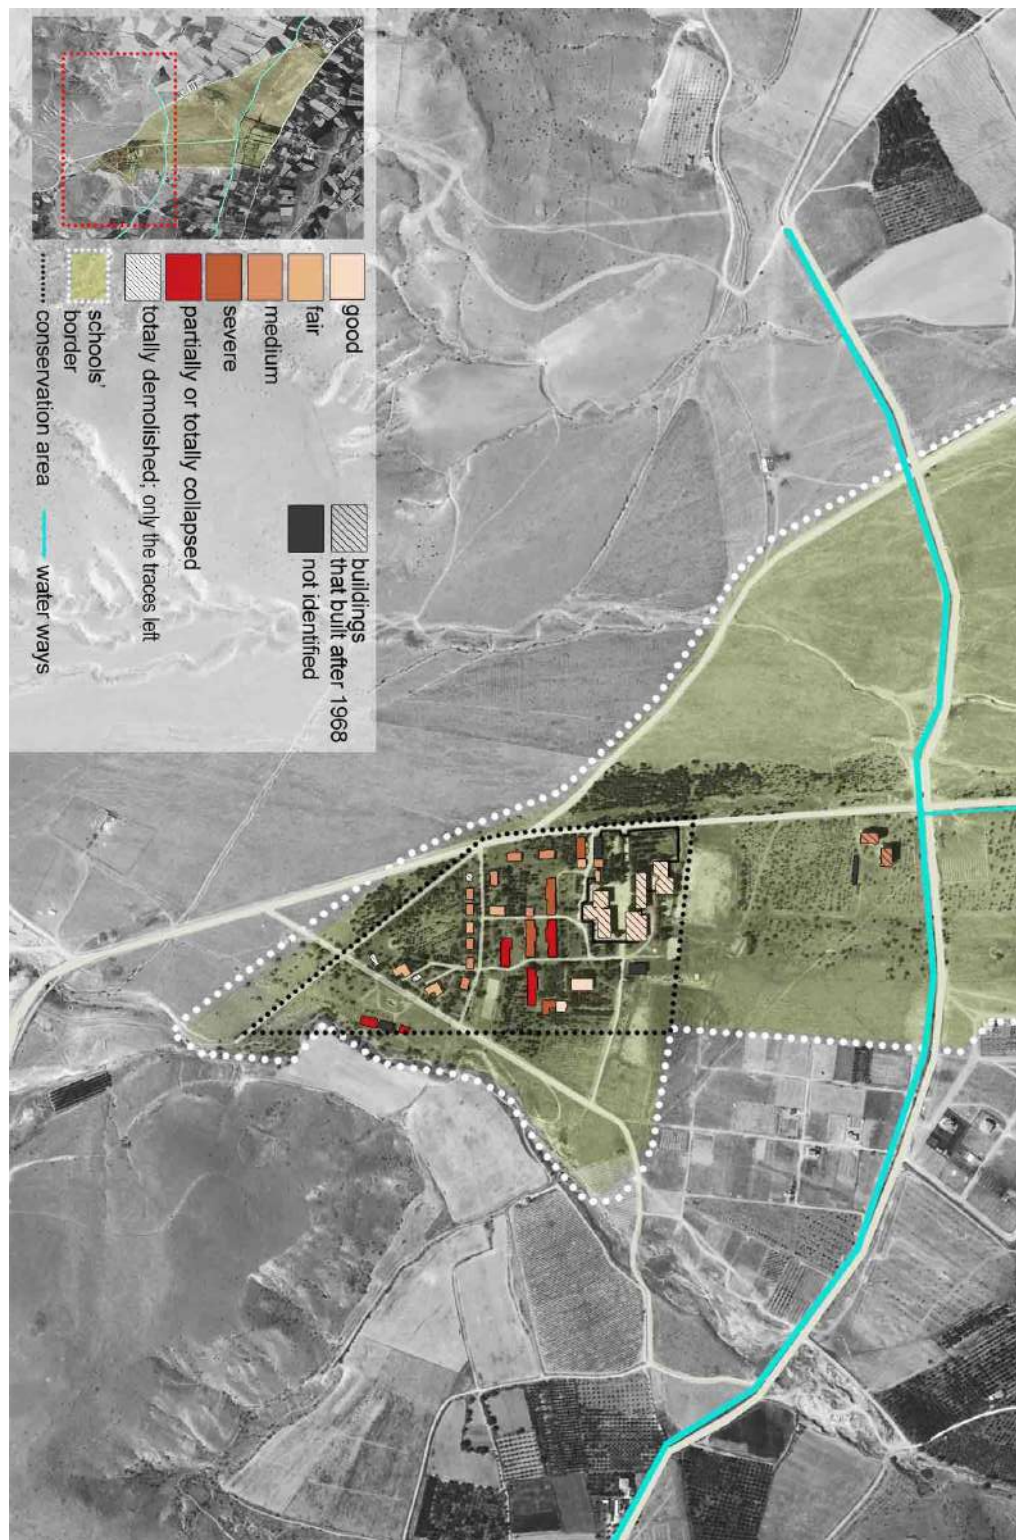 good
fair
medium
severe
partially or totally collapsed
totally demolished; only the traces left
schools'
border
conservation area
buildings
that built after 1968
not identified
water ways